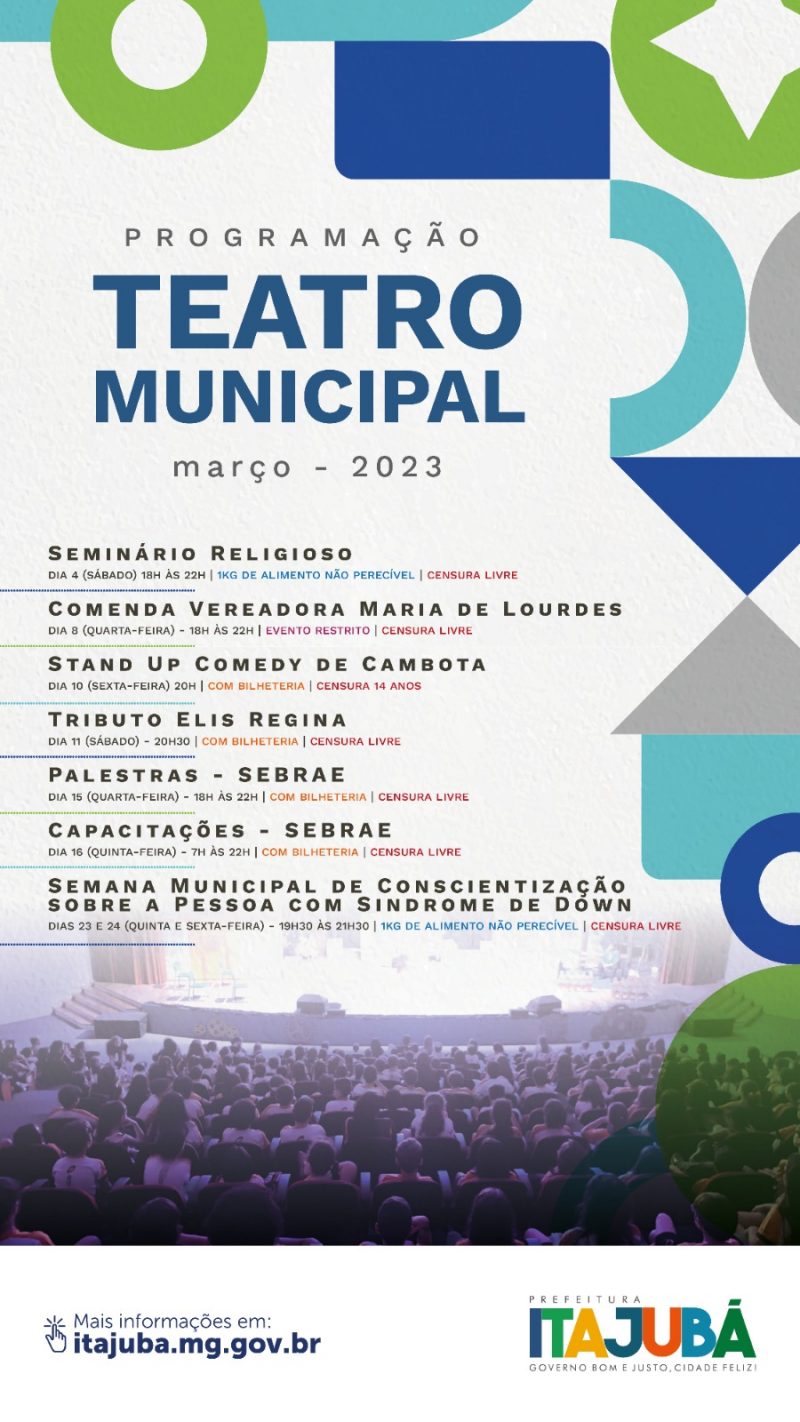 PROGRAMAÇÃO
TEATRO
MUNICIPAL
março - 2023
Seminário Religioso
DIA 4 (SÁBADO) 18H ÀS 22H | 1KG DE ALIMENTO NÃO PERECÍVEL | CENSURA LIVRE
Comenda Vereadora Maria de Lourdes
DIA 8 (QUARTA-FEIRA) - 18H ÀS 22H | EVENTO RESTRITO | CENSURA LIVRE
Stand Up Comedy de Cambota
DIA 10 (SEXTA-FEIRA) 20H | COM BILHETERIA | CENSURA 14 ANOS
Tributo Elis Regina
DIA 11 (SÁBADO) - 20H30 | COM BILHETERIA | CENSURA LIVRE
Palestras - SEBRAE
DIA 15 (QUARTA-FEIRA) - 18H ÀS 22H | COM BILHETERIA | CENSURA LIVRE
Capacitações - SEBRAE
DIA 16 (QUINTA-FEIRA) - 7H ÀS 22H | COM BILHETERIA | CENSURA LIVRE
Semana Municipal de Conscientização
sobre a Pessoa com Sindrome de Down
DIAS 23 E 24 (QUINTA E SEXTA-FEIRA) - 19H30 ÀS 21H30 | 1KG DE ALIMENTO NÃO PERECÍVEL | CENSURA LIVRE
Mais informações em:
itajuba.mg.gov.br
PREFEITURA
ITAJUBÁ
GOVERNO BOM E JUSTO, CIDADE FELIZ!